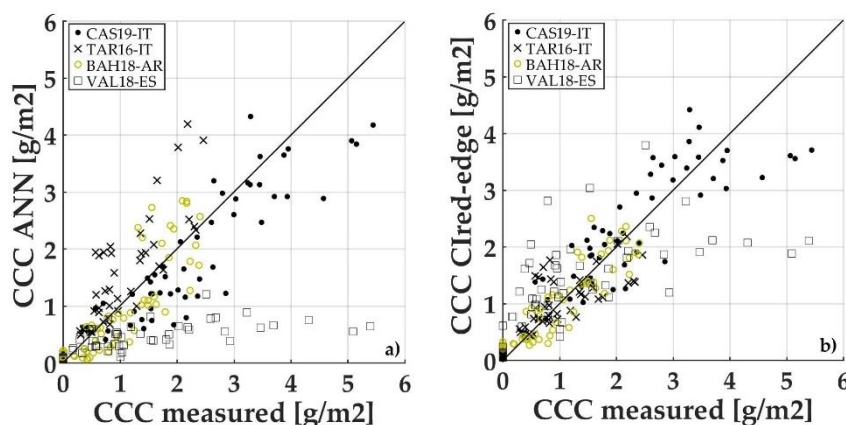 6
5
4
3
2
1
0
CCC ANN [g/m2]
CAS19-IT
TAR16-IT
BAH18-AR
VAL18-ES
a)
0 1 2 3 4 5 6
CCC measured [g/m2]
6
5
4
3
2
1
0
CCC CIred-edge [g/m2]
CAS19-IT
TAR16-IT
BAH18-AR
VAL18-ES
b)
0 1 2 3 4 5 6
CCC measured [g/m2]